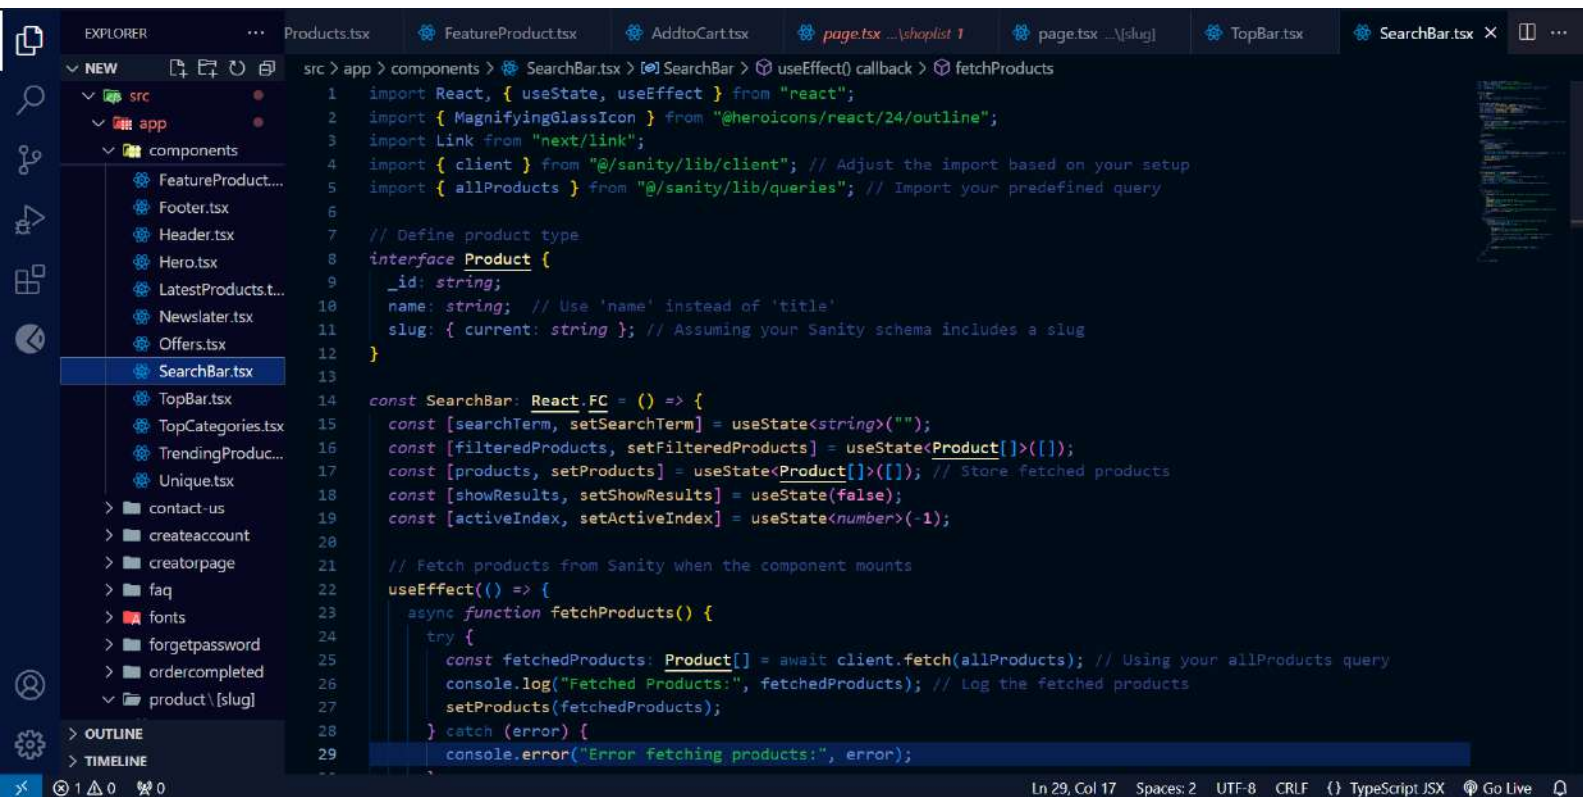 EXPLORER
Products.tsx
FeatureProduct.tsx
AddtoCart.tsx
page.tsx ...\shoplist 1
page.tsx ...\[slug]
TopBar.tsx
SearchBar.tsx
NEW
src > app > components > SearchBar.tsx > SearchBar > useEffect() callback > fetchProducts
src
app
components
FeatureProduct....
Footer.tsx
Header.tsx
Hero.tsx
LatestProducts.t...
Newslater.tsx
Offers.tsx
SearchBar.tsx
TopBar.tsx
TopCategories.tsx
TrendingProduc...
Unique.tsx
contact-us
createaccount
creatorpage
faq
fonts
forgetpassword
ordercompleted
product\[slug]
OUTLINE
TIMELINE
1 import React, { useState, useEffect } from "react";
2 import { MagnifyingGlassIcon } from "@heroicons/react/24/outline";
3 import Link from "next/link";
4 import { client } from "@/sanity/lib/client"; // Adjust the import based on your setup
5 import { allProducts } from "@/sanity/lib/queries"; // Import your predefined query
6
7 // Define product type
8 interface Product {
9 _id: string;
10 name: string; // Use 'name' instead of 'title'
11 slug: { current: string }; // Assuming your Sanity schema includes a slug
12 }
13
14 const SearchBar: React.FC = () => {
15 const [searchTerm, setSearchTerm] = useState<string>("");
16 const [filteredProducts, setFilteredProducts] = useState<Product[]>([]);
17 const [products, setProducts] = useState<Product[]>([]); // Store fetched products
18 const [showResults, setShowResults] = useState(false);
19 const [activeIndex, setActiveIndex] = useState<number>(-1);
20
21 // Fetch products from Sanity when the component mounts
22 useEffect(() => {
23 async function fetchProducts() {
24 try {
25 const fetchedProducts: Product[] = await client.fetch(allProducts); // Using your allProducts query
26 console.log("Fetched Products:", fetchedProducts); // Log the fetched products
27 setProducts(fetchedProducts);
28 } catch (error) {
29 console.error("Error fetching products:", error);
1 0 0
Ln 29, Col 17 Spaces: 2 UTF-8 CRLF {} TypeScript JSX Go Live